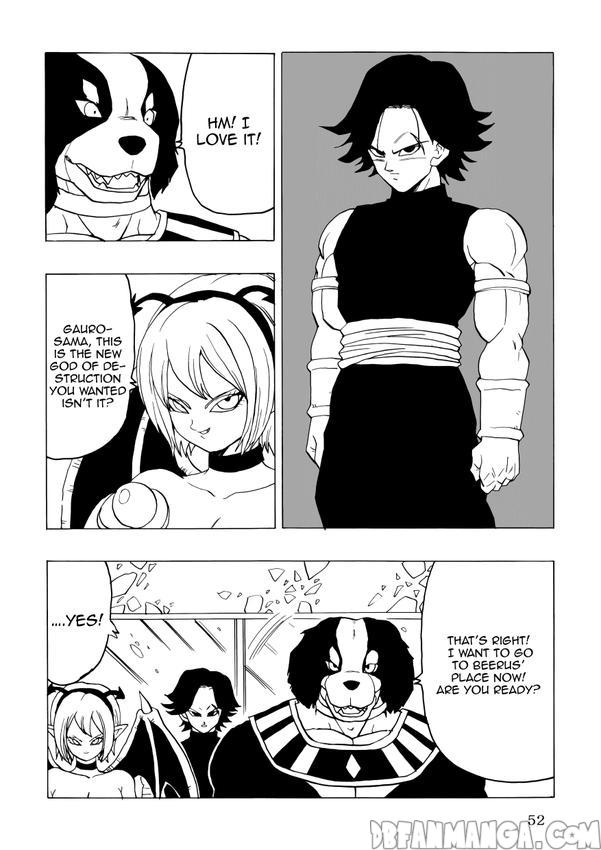 HM! I
LOVE IT!
GAURO-
SAMA, THIS
IS THE NEW
GOD OF DE-
STRUCTION
YOU WANTED
ISN'T IT?
....YES!
THAT'S RIGHT!
I WANT TO GO
TO BEERUS'
PLACE NOW!
ARE YOU READY?
52
DBFANMANGA.COM